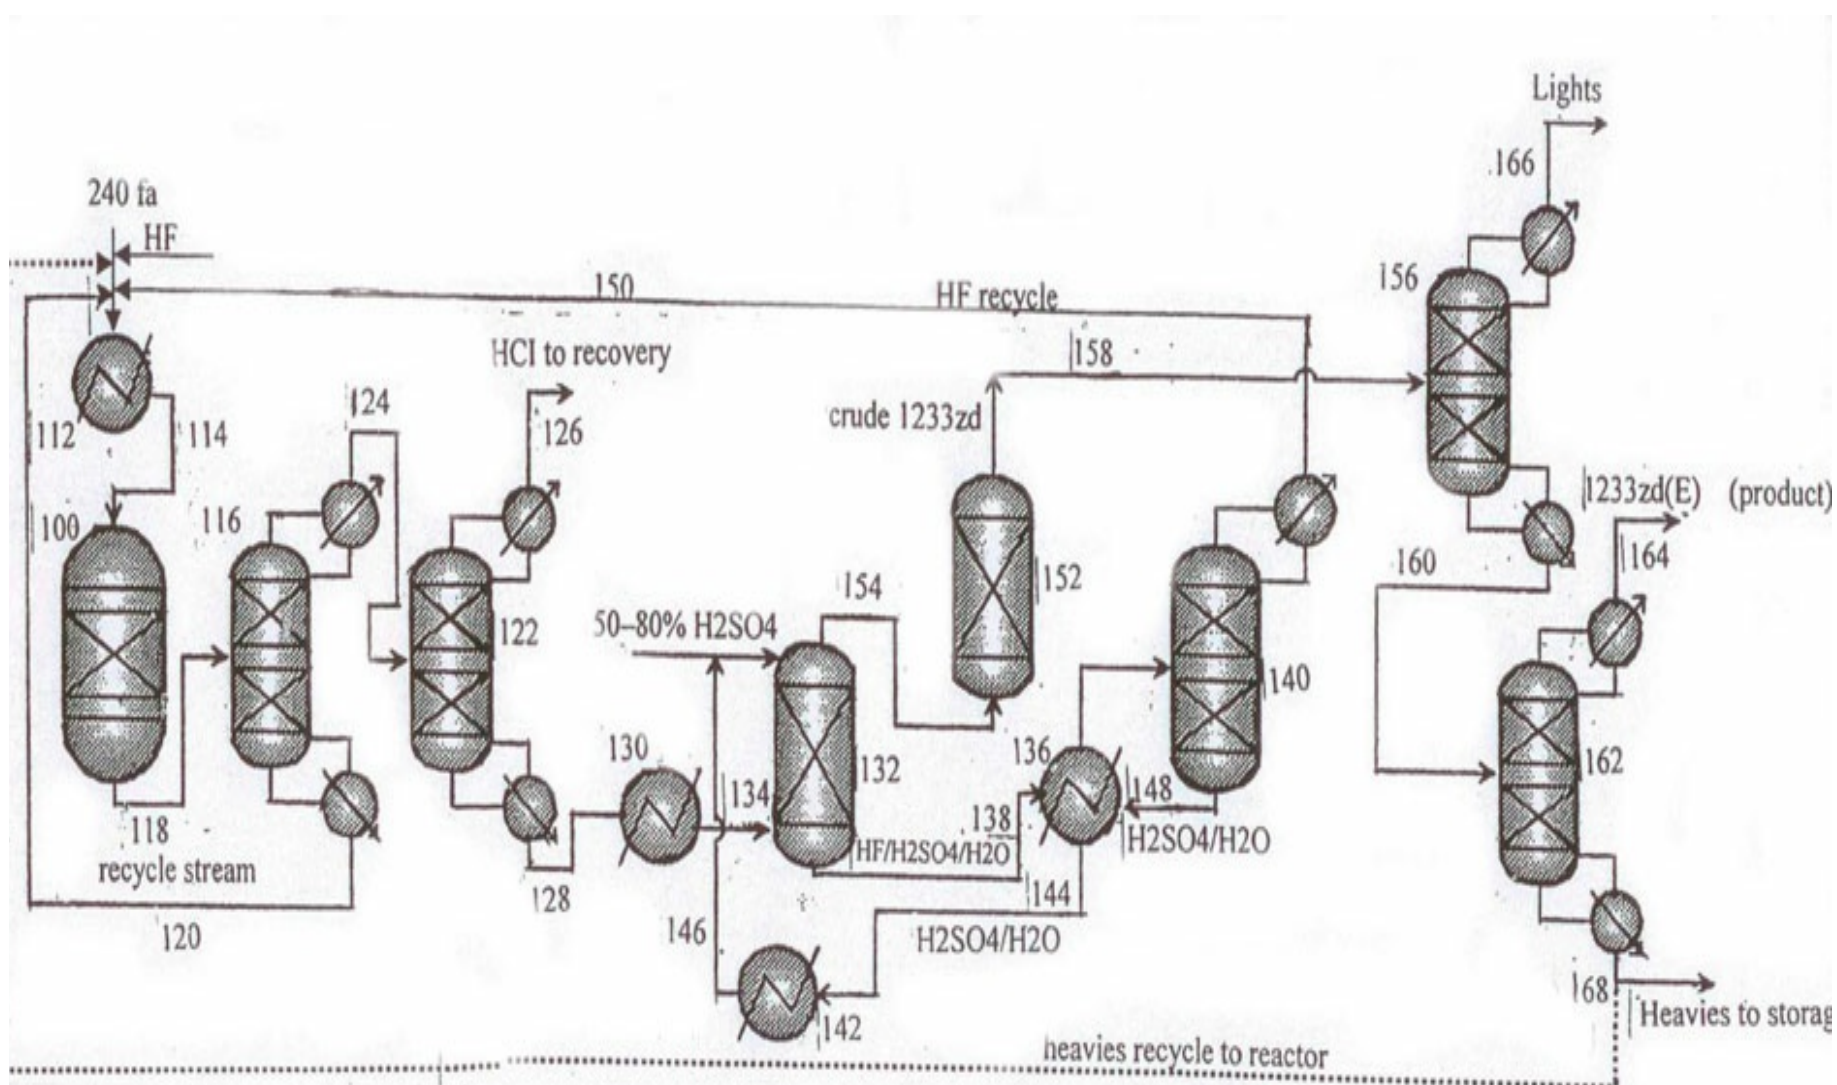 Lights
166
240 fa
HF
156
150
HF recycle
HCl to recovery
158
124
crude 1233zd
112
114
126
1233zd(E) (product)
100
116
160
164
152
154
50–80% H2SO4
122
140
130
136
162
132
134
148
138
118
HF/H2SO4/H2O
H2SO4/H2O
recycle stream
128
144
120
146
H2SO4/H2O
168
Heavies to storag
142
heavies recycle to reactor